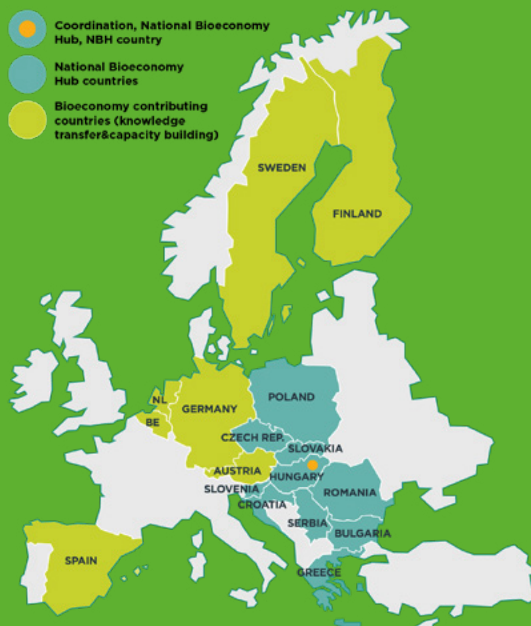 Coordination, National Bioeconomy
Hub, NBH country
National Bioeconomy
Hub countries
Bioeconomy contributing
countries (knowledge
transfer&capacity building)
SWEDEN
FINLAND
NL
BE
GERMANY
POLAND
CZECH REP.
SLOVAKIA
AUSTRIA
HUNGARY
SLOVENIA
CROATIA
ROMANIA
SERBIA
BULGARIA
SPAIN
GREECE